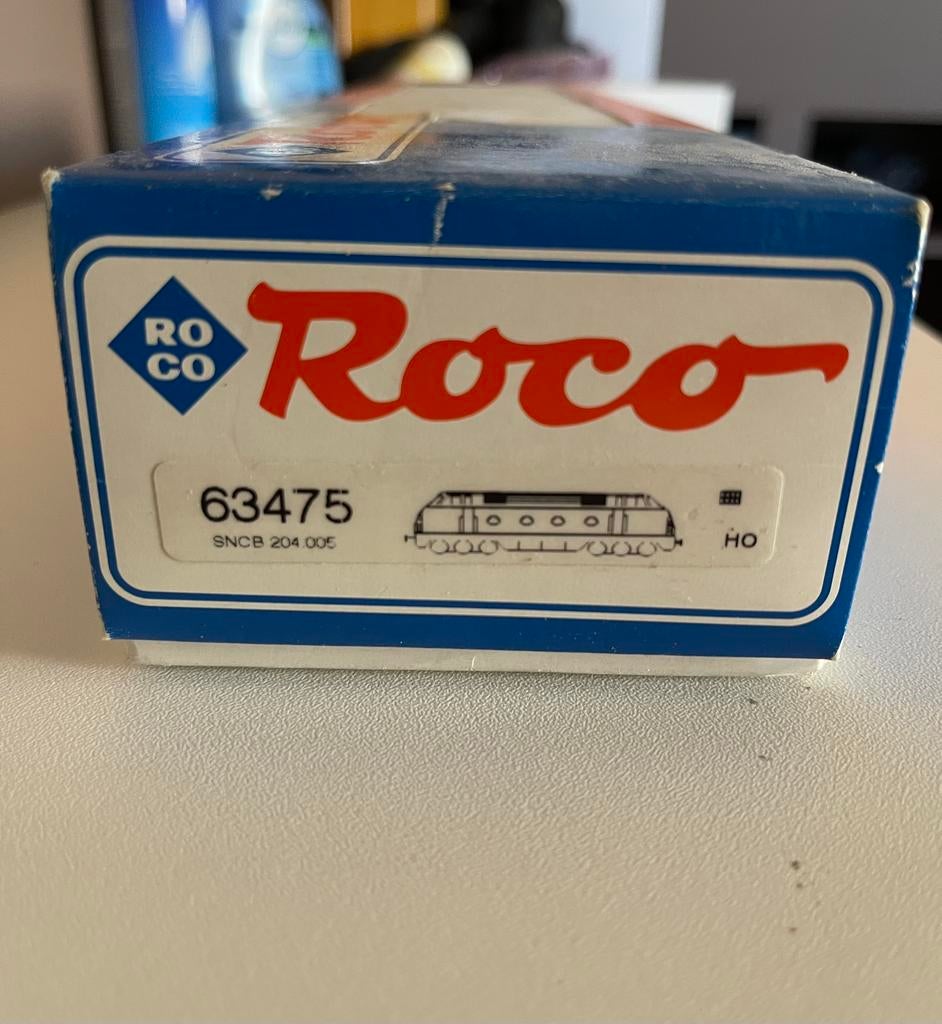 RO
CO
Roco
63475
SNCB 204.005
HO